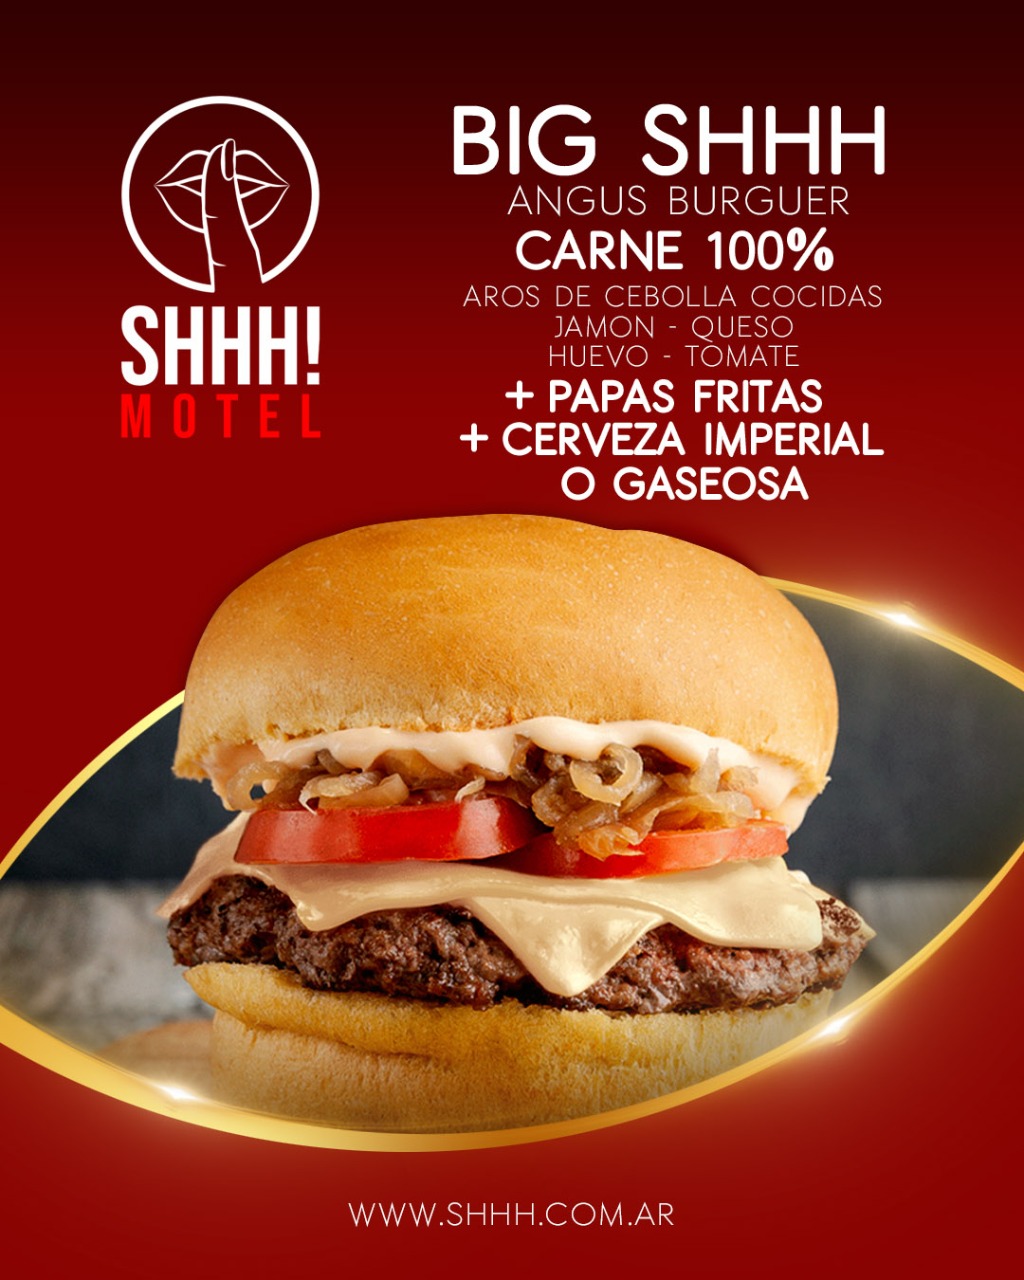 SHHH!
MOTEL
BIG SHHH
ANGUS BURGUER
CARNE 100%
AROS DE CEBOLLA COCIDAS
JAMON - QUESO
HUEVO - TOMATE
+ PAPAS FRITAS
+ CERVEZA IMPERIAL
O GASEOSA
WWW.SHHH.COM.AR